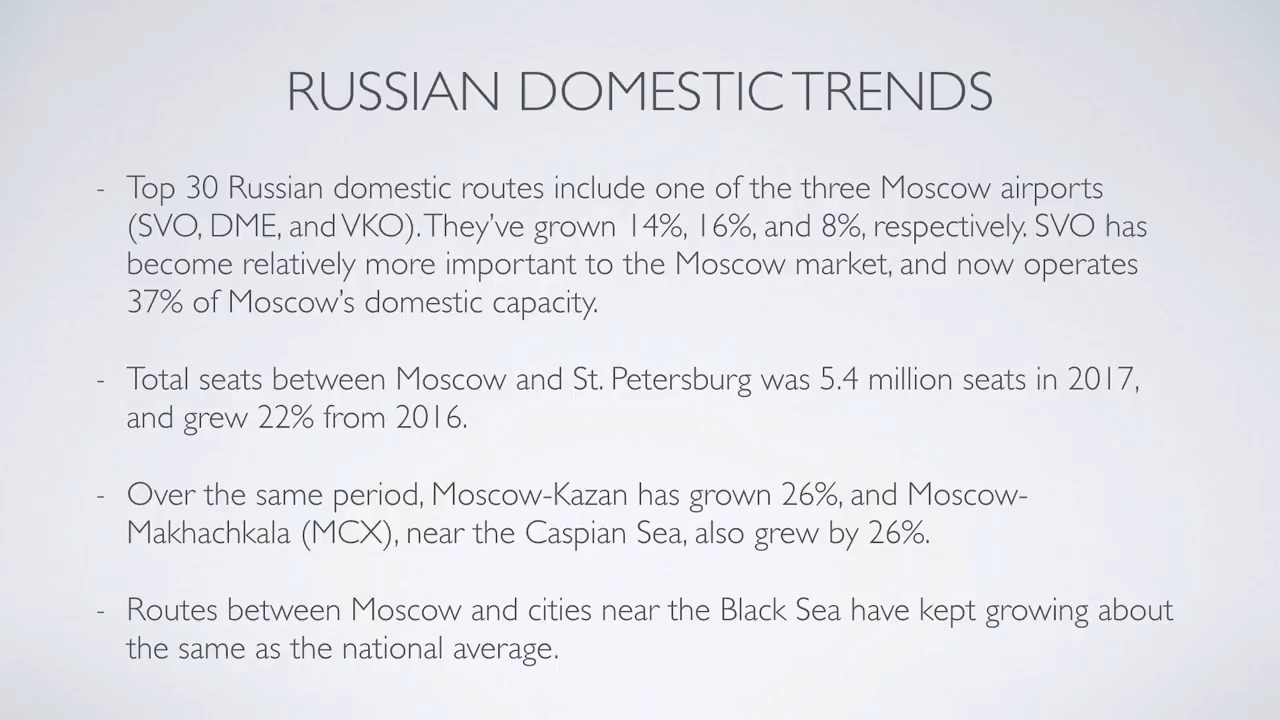 RUSSIAN DOMESTIC TRENDS
- Top 30 Russian domestic routes include one of the three Moscow airports
(SVO, DME, and VKO). They’ve grown 14%, 16%, and 8%, respectively. SVO has
become relatively more important to the Moscow market, and now operates
37% of Moscow’s domestic capacity.
- Total seats between Moscow and St. Petersburg was 5.4 million seats in 2017,
and grew 22% from 2016.
- Over the same period, Moscow-Kazan has grown 26%, and Moscow-
Makhachkala (MCX), near the Caspian Sea, also grew by 26%.
- Routes between Moscow and cities near the Black Sea have kept growing about
the same as the national average.